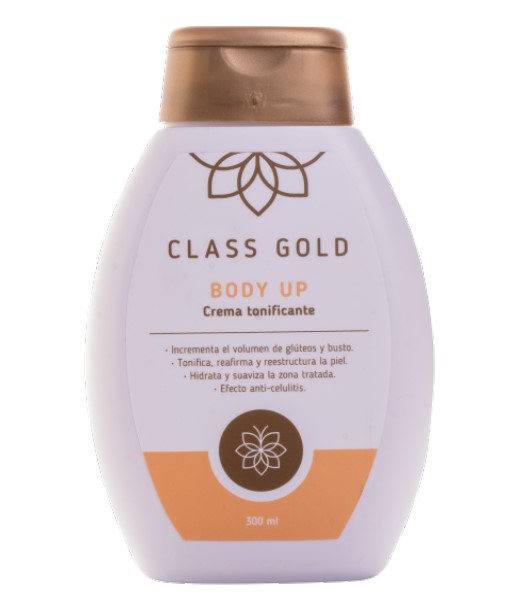 CLASS GOLD
BODY UP
Crema tonificante
· Incrementa el volumen de glúteos y busto.
· Tonifica, reafirma y reestructura la piel.
· Hidrata y suaviza la zona tratada.
· Efecto anti-celulitis.
300 ml